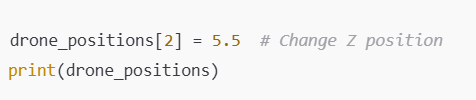 drone_positions[2] = 5.5  # Change Z position
print(drone_positions)